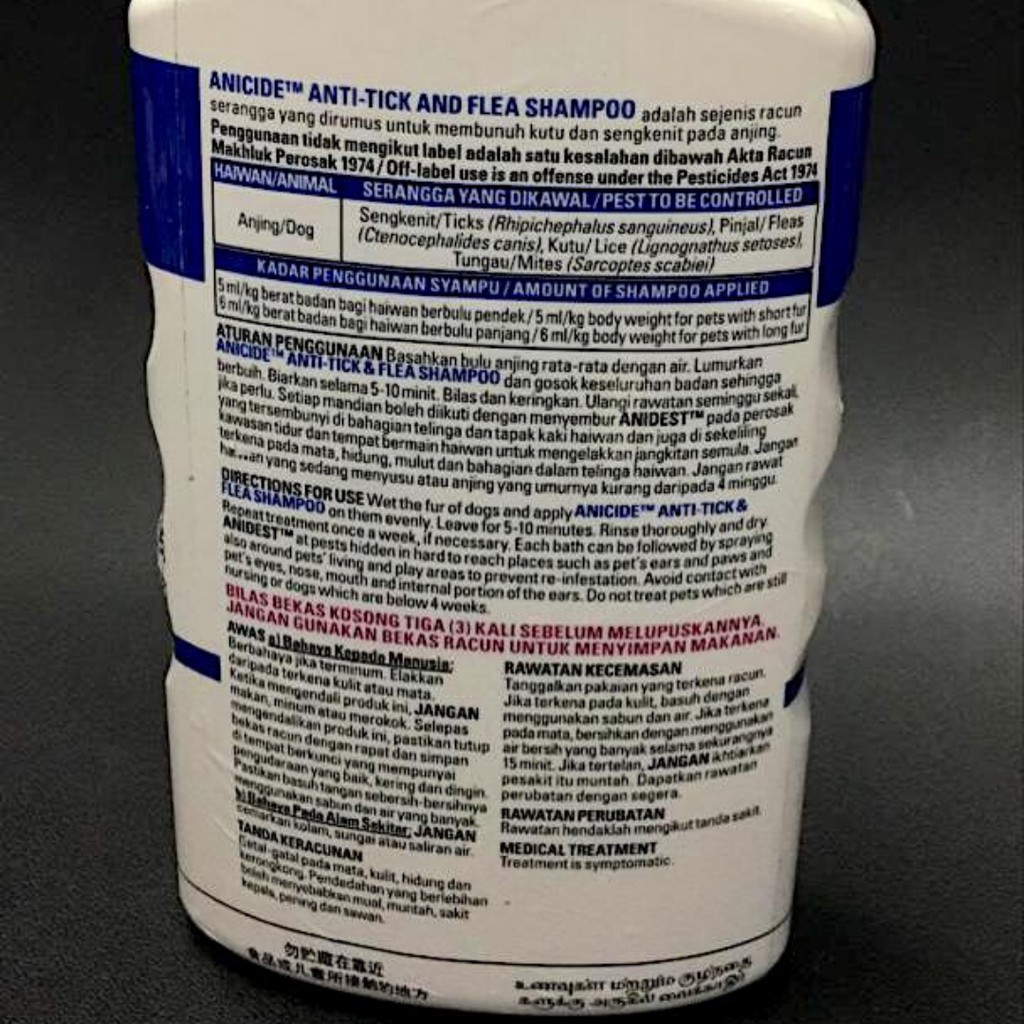 ANICIDE™ ANTI-TICK AND FLEA SHAMPOO adalah sejenis racun
serangga yang dirumus untuk membunuh kutu dan sengkenit pada anjing.
Penggunaan tidak mengikut label adalah satu kesalahan dibawah Akta Racun
Makhluk Perosak 1974 / Off-label use is an offense under the Pesticides Act 1974
HAIWAN/ANIMAL SERANGGA YANG DIKAWAL / PEST TO BE CONTROLLED
Anjing/Dog
Sengkenit/Ticks (Rhipichephalus sanguineus), Pinjal/Fleas
(Ctenocephalides canis), Kutu/Lice (Lignognathus setoses),
Tungau/Mites (Sarcoptes scabiei)
KADAR PENGGUNAAN SYAMPU / AMOUNT OF SHAMPOO APPLIED
5 ml/kg berat badan bagi haiwan berbulu pendek / 5 ml/kg body weight for pets with short fur
6 ml/kg berat badan bagi haiwan berbulu panjang / 6 ml/kg body weight for pets with long fur
ATURAN PENGGUNAAN Basahkan bulu anjing rata-rata dengan air. Lumurkan
ANICIDE™ ANTI-TICK & FLEA SHAMPOO dan gosok keseluruhan badan sehingga
berbuih. Biarkan selama 5-10 minit. Bilas dan keringkan. Ulangi rawatan seminggu sekali,
jika perlu. Setiap mandian boleh diikuti dengan menyembur ANIDEST™ pada perosak
yang tersembunyi di bahagian telinga dan tapak kaki haiwan dan juga di sekeliling
kawasan tidur dan tempat bermain haiwan untuk mengelakkan jangkitan semula. Jangan
terkena pada mata, hidung, mulut dan bahagian dalam telinga haiwan. Jangan rawat
yang sedang menyusu atau anjing yang umurnya kurang daripada 4 minggu.
DIRECTIONS FOR USE Wet the fur of dogs and apply ANICIDE™ ANTI-TICK &
FLEA SHAMPOO on them evenly. Leave for 5-10 minutes. Rinse thoroughly and dry.
Repeat treatment once a week, if necessary. Each bath can be followed by spraying
ANIDEST™ at pests hidden in hard to reach places such as pet's ears and paws and
also around pets' living and play areas to prevent re-infestation. Avoid contact with
pet's eyes, nose, mouth and internal portion of the ears. Do not treat pets which are still
nursing or dogs which are below 4 weeks.
BILAS BEKAS KOSONG TIGA (3) KALI SEBELUM MELUPUSKANNYA.
JANGAN GUNAKAN BEKAS RACUN UNTUK MENYIMPAN MAKANAN.
AWAS a) Bahaya Kepada Manusia:
Berbahaya jika terminum. Elakkan
daripada terkena kulit atau mata.
Ketika mengendali produk ini, JANGAN
makan, minum atau merokok. Selepas
mengendalikan produk ini, pastikan tutup
bekas racun dengan rapat dan simpan
di tempat berkunci yang mempunyai
pengudaraan yang baik, kering dan dingin.
Pastikan basuh tangan sebersih-bersihnya
menggunakan sabun dan air yang banyak.
b) Bahaya Pada Alam Sekitar: JANGAN
cemarkan kolam, sungai atau saliran air.
TANDA KERACUNAN
Gatal-gatal pada mata, kulit, hidung dan
kerongkong. Pendedahan yang berlebihan
boleh menyebabkan mual, muntah, sakit
kepala, pening dan sawan.
RAWATAN KECEMASAN
Tanggalkan pakaian yang terkena racun.
Jika terkena pada kulit, basuh dengan
menggunakan sabun dan air. Jika terkena
pada mata, bersihkan dengan menggunakan
air bersih yang banyak selama sekurangnya
15 minit. Jika tertelan, JANGAN ikhtiarkan
pesakit itu muntah. Dapatkan rawatan
perubatan dengan segera.
RAWATAN PERUBATAN
Rawatan hendaklah mengikut tanda sakit.
MEDICAL TREATMENT
Treatment is symptomatic.
勿贮藏在靠近
食品或儿童所接触的地方
உணவுகள் மற்றும் குழந்தை
களுக்கு அருகில் வைக்காதீர்